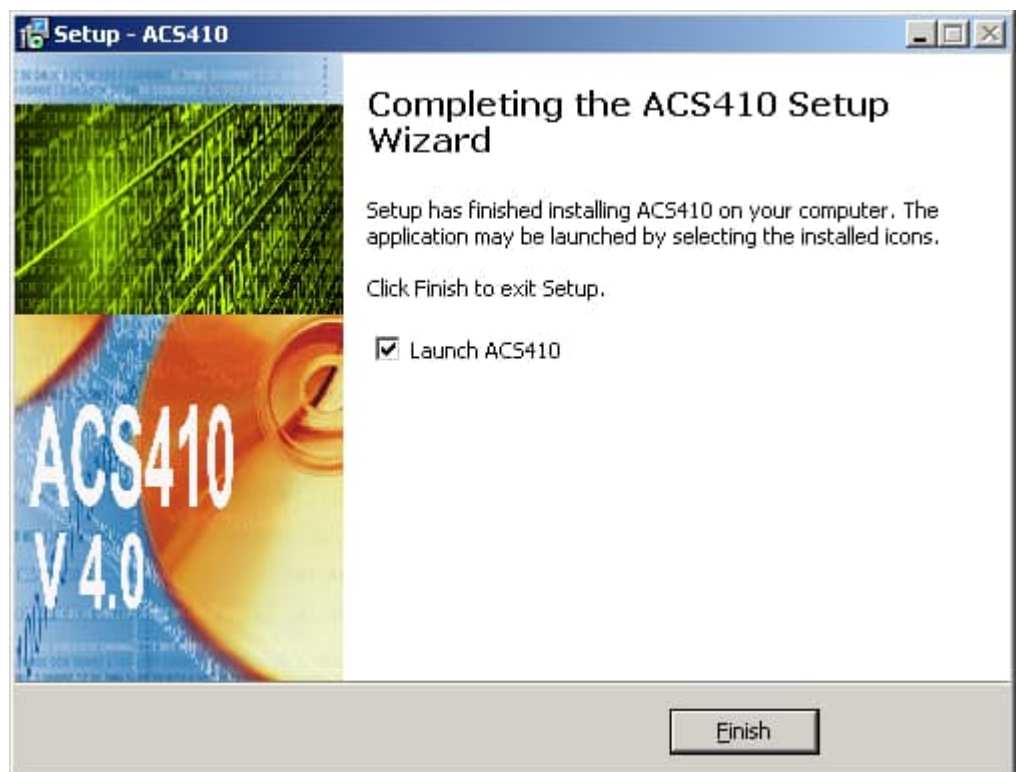 Setup - ACS410
Completing the ACS410 Setup
Wizard
Setup has finished installing ACS410 on your computer. The
application may be launched by selecting the installed icons.
Click Finish to exit Setup.
Launch ACS410
ACS410
V 4.0
Finish